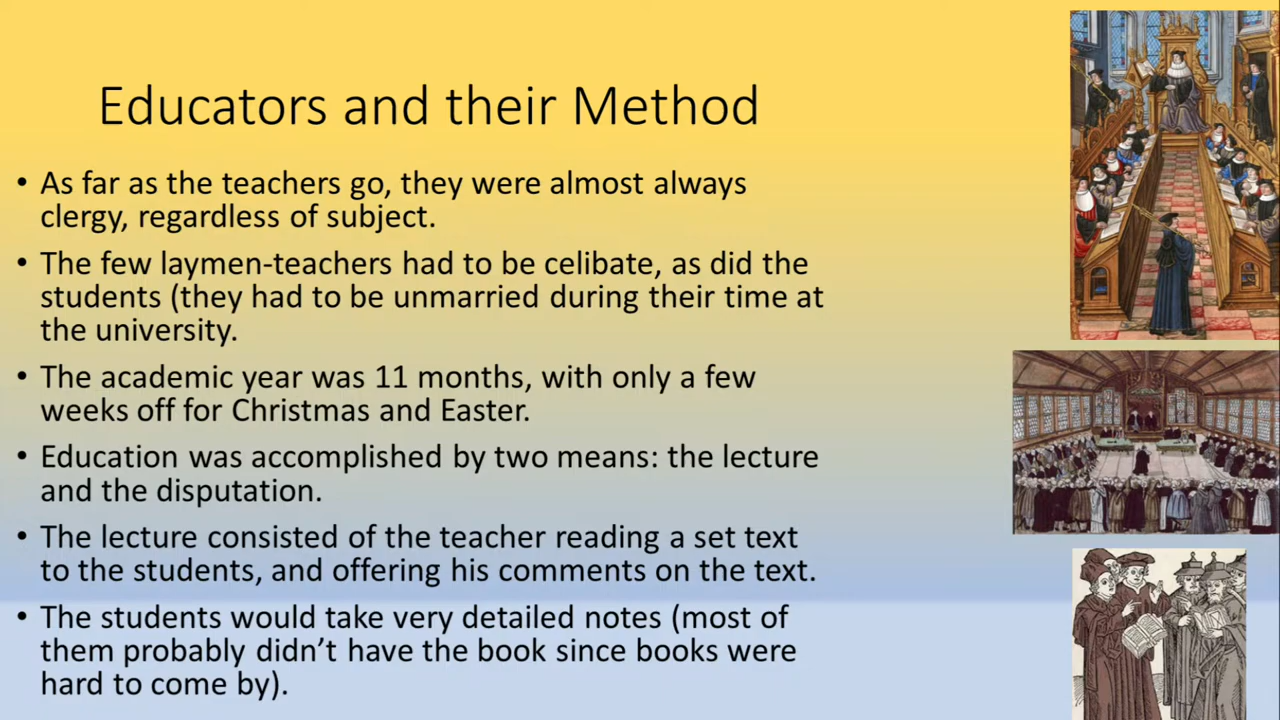 Educators and their Method
• As far as the teachers go, they were almost always
clergy, regardless of subject.
• The few laymen-teachers had to be celibate, as did the
students (they had to be unmarried during their time at
the university.
• The academic year was 11 months, with only a few
weeks off for Christmas and Easter.
• Education was accomplished by two means: the lecture
and the disputation.
• The lecture consisted of the teacher reading a set text
to the students, and offering his comments on the text.
• The students would take very detailed notes (most of
them probably didn’t have the book since books were
hard to come by).